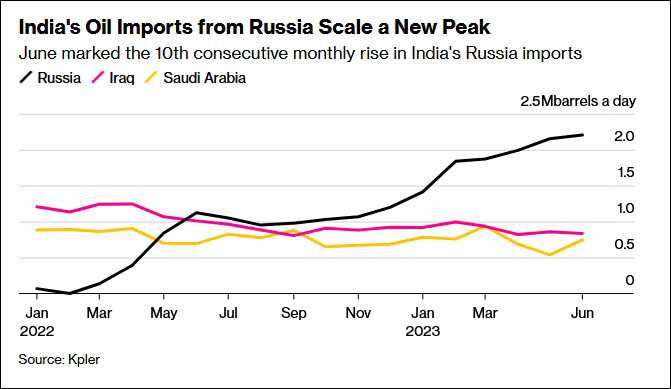 India's Oil Imports from Russia Scale a New Peak
June marked the 10th consecutive monthly rise in India's Russia imports
Russia Iraq Saudi Arabia
2.5Mbarrels a day
2.0
1.5
1.0
0.5
0
Jan Mar May Jul Sep Nov Jan Mar Jun
2022 2023
Source: Kpler